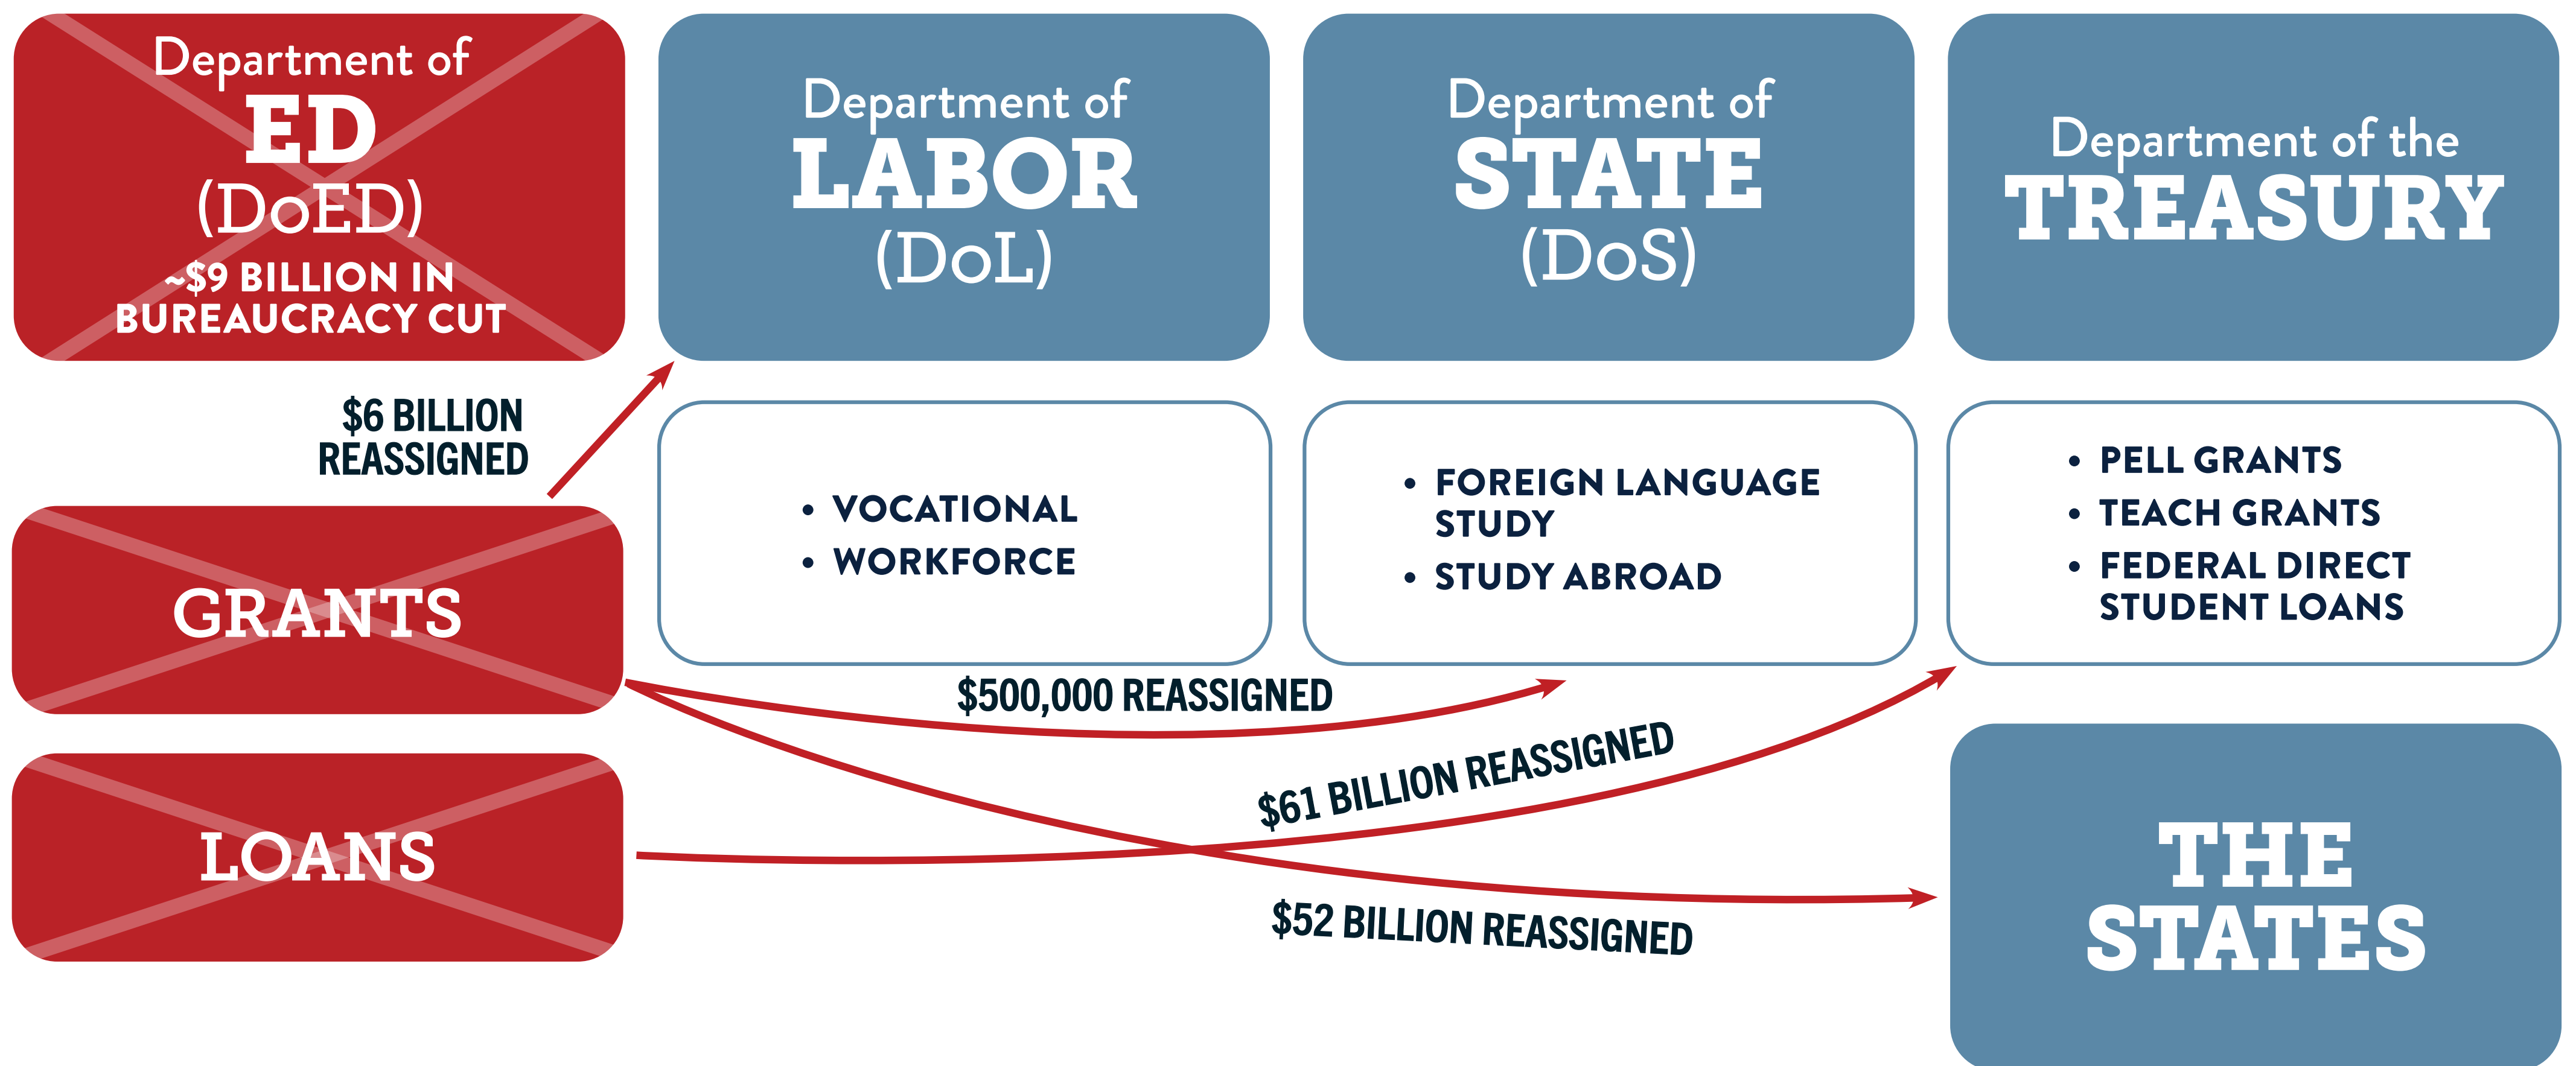 Department of
ED
(DoED)
~$9 BILLION IN
BUREAUCRACY CUT
Department of
LABOR
(DoL)
Department of
STATE
(DoS)
Department of the
TREASURY
$6 BILLION
REASSIGNED
GRANTS
LOANS
• VOCATIONAL
• WORKFORCE
• FOREIGN LANGUAGE
STUDY
• STUDY ABROAD
• PELL GRANTS
• TEACH GRANTS
• FEDERAL DIRECT
STUDENT LOANS
$500,000 REASSIGNED
$61 BILLION REASSIGNED
$52 BILLION REASSIGNED
THE
STATES